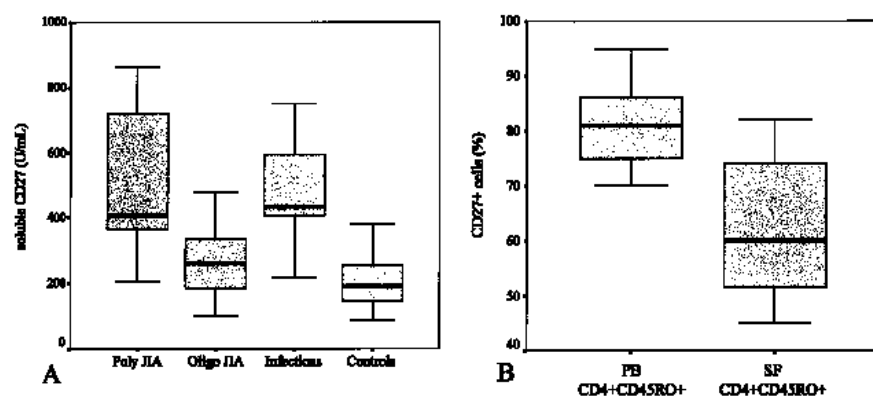 1000
800
600
400
200
0
soluble CD27 (U/mL)
Poly JIA
Oligo JIA
Infections
Controls
A
100
90
80
70
60
50
40
CD27+ cells (%)
PB
CD4+CD45RO+
SF
CD4+CD45RO+
B